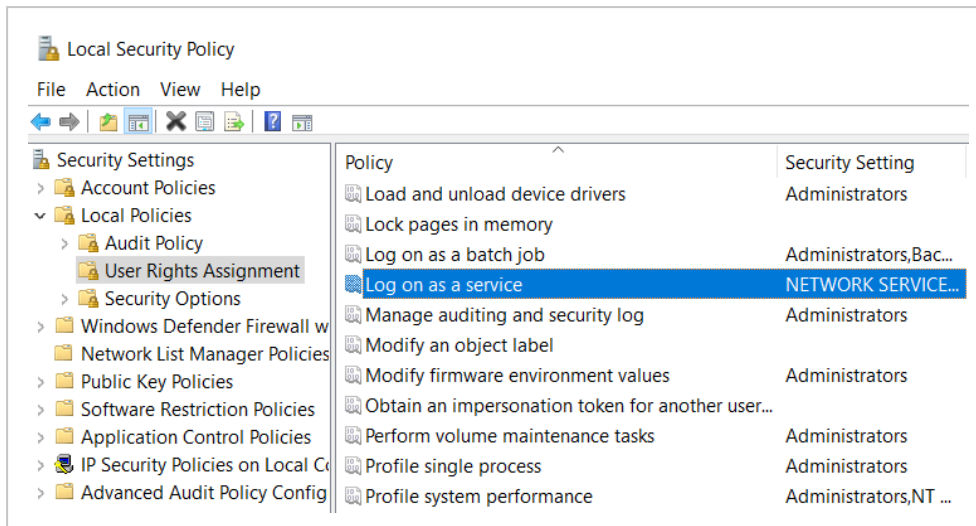 Local Security Policy
File Action View Help
Security Settings
Account Policies
Local Policies
Audit Policy
User Rights Assignment
Security Options
Windows Defender Firewall w
Network List Manager Policies
Public Key Policies
Software Restriction Policies
Application Control Policies
IP Security Policies on Local Co
Advanced Audit Policy Config
Policy Security Setting
Load and unload device drivers Administrators
Lock pages in memory
Log on as a batch job Administrators,Bac...
Log on as a service NETWORK SERVICE...
Manage auditing and security log Administrators
Modify an object label
Modify firmware environment values Administrators
Obtain an impersonation token for another user...
Perform volume maintenance tasks Administrators
Profile single process Administrators
Profile system performance Administrators,NT ...